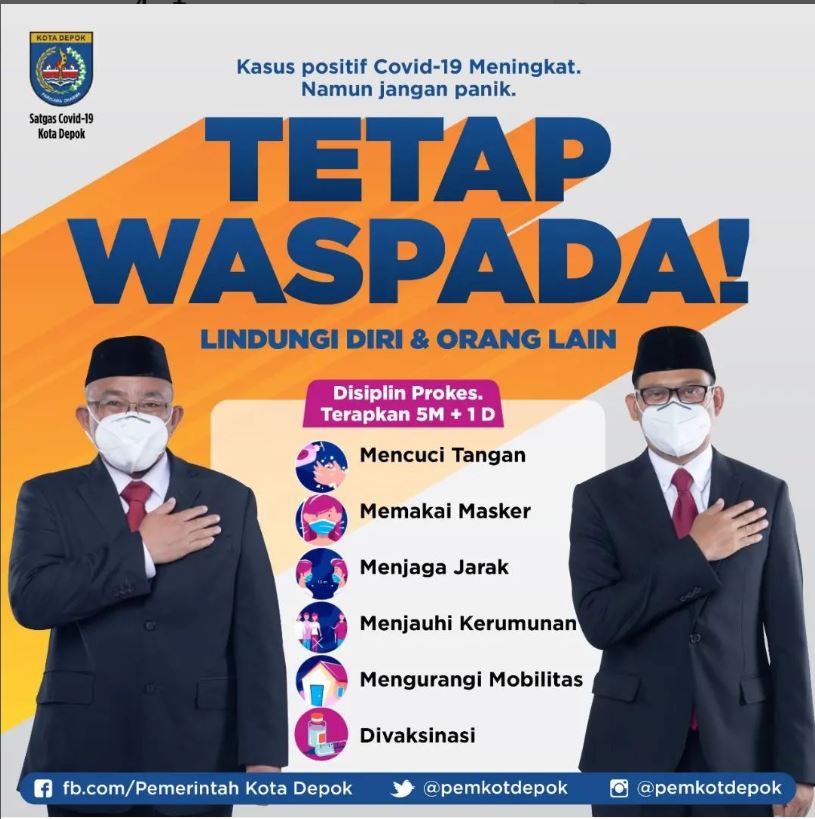 KOTA DEPOK
Satgas Covid-19
Kota Depok
Kasus positif Covid-19 Meningkat.
Namun jangan panik.
TETAP
WASPADA!
LINDUNGI DIRI & ORANG LAIN
Disiplin Prokes.
Terapkan 5M + 1 D
Mencuci Tangan
Memakai Masker
Menjaga Jarak
Menjauhi Kerumunan
Mengurangi Mobilitas
Divaksinasi
fb.com/Pemerintah Kota Depok
@pemkotdepok
@pemkotdepok